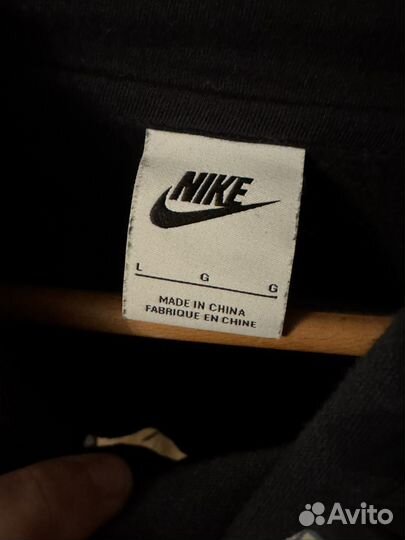 NIKE
L G G
MADE IN CHINA
FABRIQUE EN CHINE
Avito